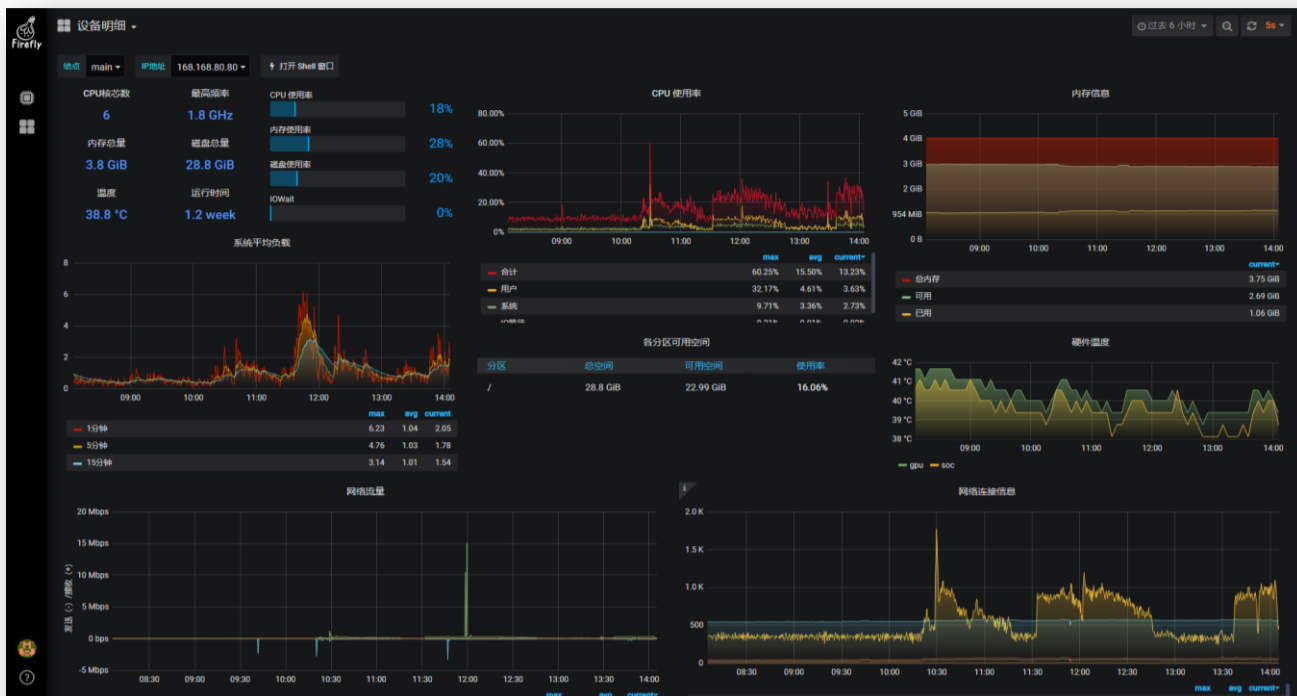 Firefly
设备明细
过去 6 小时
5s
结点 main
IP地址 168.168.80.80
打开 Shell 窗口
CPU核芯数
6
最高频率
1.8 GHz
内存总量
3.8 GiB
磁盘总量
28.8 GiB
温度
38.8 °C
运行时间
1.2 week
CPU 使用率
18%
内存使用率
28%
磁盘使用率
20%
IOWait
0%
CPU 使用率
80.00%
60.00%
40.00%
20.00%
0%
09:00 10:00 11:00 12:00 13:00 14:00
max avg current
合计 60.25% 15.50% 13.23%
用户 32.17% 4.61% 3.63%
系统 9.71% 3.36% 2.73%
内存信息
5 GiB
4 GiB
3 GiB
2 GiB
954 MiB
0 B
09:00 10:00 11:00 12:00 13:00 14:00
current
总内存 3.75 GiB
可用 2.69 GiB
已用 1.06 GiB
系统平均负载
8
6
4
2
0
09:00 10:00 11:00 12:00 13:00 14:00
max avg current
1分钟 6.23 1.04 2.05
5分钟 4.76 1.03 1.78
15分钟 3.14 1.01 1.54
各分区可用空间
分区 总空间 可用空间 使用率
/ 28.8 GiB 22.99 GiB 16.06%
硬件温度
42 °C
41 °C
40 °C
39 °C
38 °C
09:00 10:00 11:00 12:00 13:00 14:00
gpu soc
网络流量
发送 (-) /接收 (+)
20 Mbps
15 Mbps
10 Mbps
5 Mbps
0 bps
-5 Mbps
08:30 09:00 09:30 10:00 10:30 11:00 11:30 12:00 12:30 13:00 13:30 14:00
max avg current
网络连接信息
2.0 K
1.5 K
1.0 K
500
0
08:30 09:00 09:30 10:00 10:30 11:00 11:30 12:00 12:30 13:00 13:30 14:00
max avg current